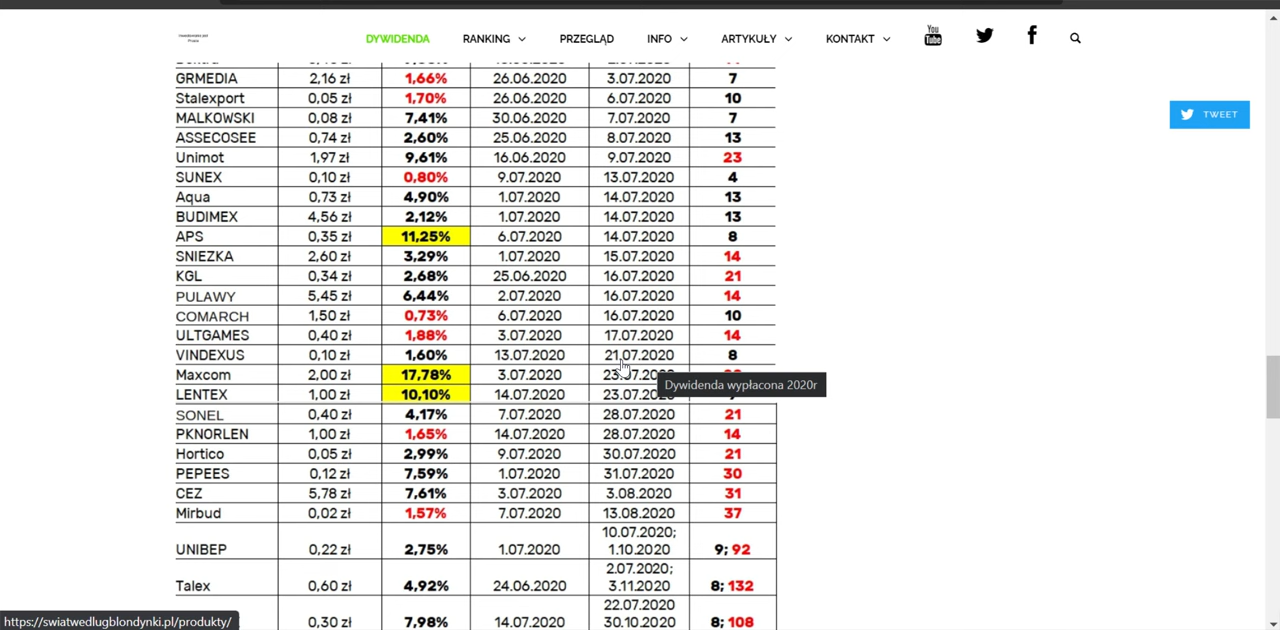 DYWIDENDA RANKING PRZEGLĄD INFO ARTYKUŁY KONTAKT You Tube
TWEET
GRMEDIA 2,16 zł 1,66% 26.06.2020 3.07.2020 7
Stalexport 0,05 zł 1,70% 26.06.2020 6.07.2020 10
MALKOWSKI 0,08 zł 7,41% 30.06.2020 7.07.2020 7
ASSECOSEE 0,74 zł 2,60% 25.06.2020 8.07.2020 13
Unimot 1,97 zł 9,61% 16.06.2020 9.07.2020 23
SUNEX 0,10 zł 0,80% 9.07.2020 13.07.2020 4
Aqua 0,73 zł 4,90% 1.07.2020 14.07.2020 13
BUDIMEX 4,56 zł 2,12% 1.07.2020 14.07.2020 13
APS 0,35 zł 11,25% 6.07.2020 14.07.2020 8
SNIEZKA 2,60 zł 3,29% 1.07.2020 15.07.2020 14
KGL 0,34 zł 2,68% 25.06.2020 16.07.2020 21
PULAWY 5,45 zł 6,44% 2.07.2020 16.07.2020 14
COMARCH 1,50 zł 0,73% 6.07.2020 16.07.2020 10
ULTGAMES 0,40 zł 1,88% 3.07.2020 17.07.2020 14
VINDEXUS 0,10 zł 1,60% 13.07.2020 21.07.2020 8
Maxcom 2,00 zł 17,78% 3.07.2020 23.07.2020
Dywidenda wypłacona 2020r
LENTEX 1,00 zł 10,10% 14.07.2020 23.07.2020
SONEL 0,40 zł 4,17% 7.07.2020 28.07.2020 21
PKNORLEN 1,00 zł 1,65% 14.07.2020 28.07.2020 14
Hortico 0,05 zł 2,99% 9.07.2020 30.07.2020 21
PEPEES 0,12 zł 7,59% 1.07.2020 31.07.2020 30
CEZ 5,78 zł 7,61% 3.07.2020 3.08.2020 31
Mirbud 0,02 zł 1,57% 7.07.2020 13.08.2020 37
10.07.2020;
UNIBEP 0,22 zł 2,75% 1.07.2020 1.10.2020 9; 92
2.07.2020;
Talex 0,60 zł 4,92% 24.06.2020 3.11.2020 8; 132
22.07.2020
0,30 zł 7,98% 14.07.2020 30.10.2020 8; 108
https://swiatwedlugblondynki.pl/produkty/